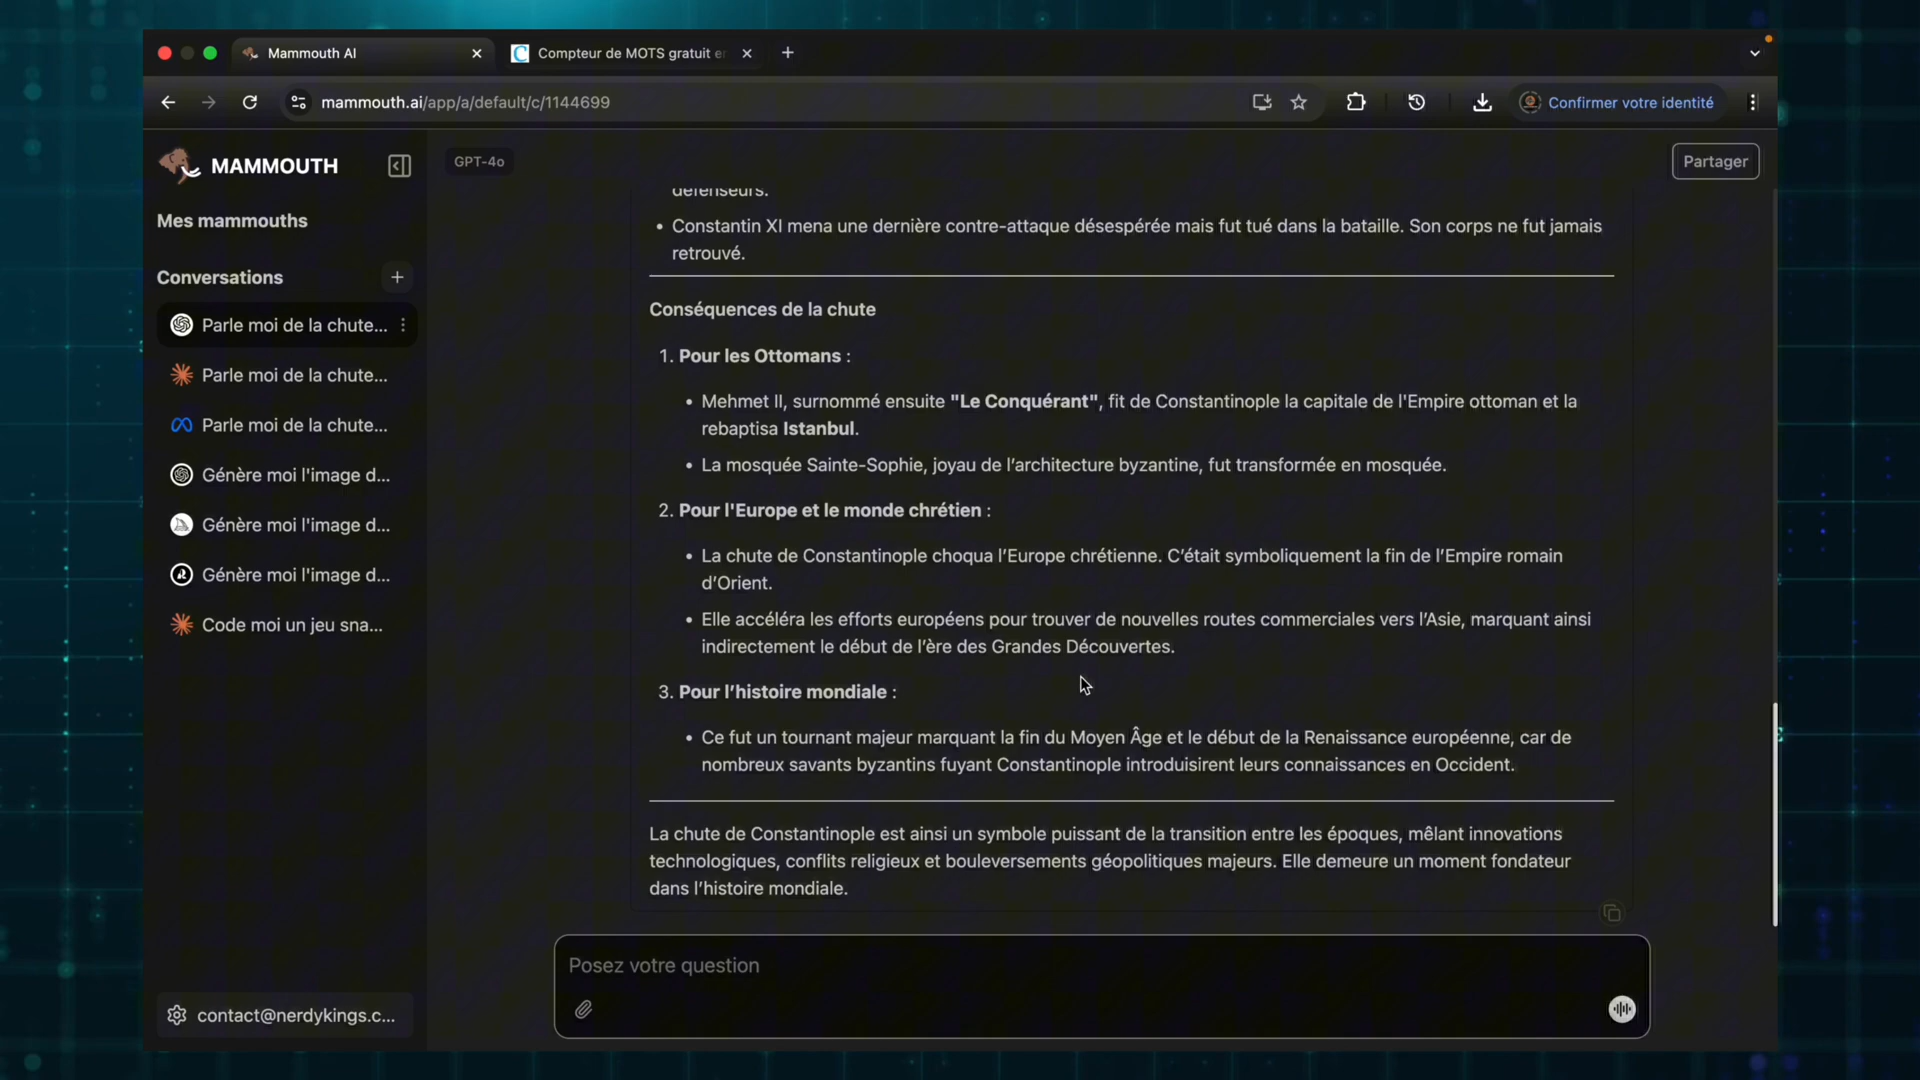 Mammouth AI
Compteur de MOTS gratuit e
mammouth.ai/app/a/default/c/1144699
Confirmer votre identité
MAMMOUTH
Mes mammouths
Conversations
Parle moi de la chute...
Parle moi de la chute...
Parle moi de la chute...
Génère moi l'image d...
Génère moi l'image d...
Génère moi l'image d...
Code moi un jeu sna...
contact@nerdykings.c...
GPT-4o
Partager
défenseurs.
• Constantin XI mena une dernière contre-attaque désespérée mais fut tué dans la bataille. Son corps ne fut jamais
retrouvé.
Conséquences de la chute
1. Pour les Ottomans :
• Mehmet II, surnommé ensuite "Le Conquérant", fit de Constantinople la capitale de l'Empire ottoman et la
rebaptisa Istanbul.
• La mosquée Sainte-Sophie, joyau de l'architecture byzantine, fut transformée en mosquée.
2. Pour l'Europe et le monde chrétien :
• La chute de Constantinople choqua l'Europe chrétienne. C'était symboliquement la fin de l'Empire romain
d'Orient.
• Elle accéléra les efforts européens pour trouver de nouvelles routes commerciales vers l'Asie, marquant ainsi
indirectement le début de l'ère des Grandes Découvertes.
3. Pour l'histoire mondiale :
• Ce fut un tournant majeur marquant la fin du Moyen Âge et le début de la Renaissance européenne, car de
nombreux savants byzantins fuyant Constantinople introduisirent leurs connaissances en Occident.
La chute de Constantinople est ainsi un symbole puissant de la transition entre les époques, mêlant innovations
technologiques, conflits religieux et bouleversements géopolitiques majeurs. Elle demeure un moment fondateur
dans l'histoire mondiale.
Posez votre question